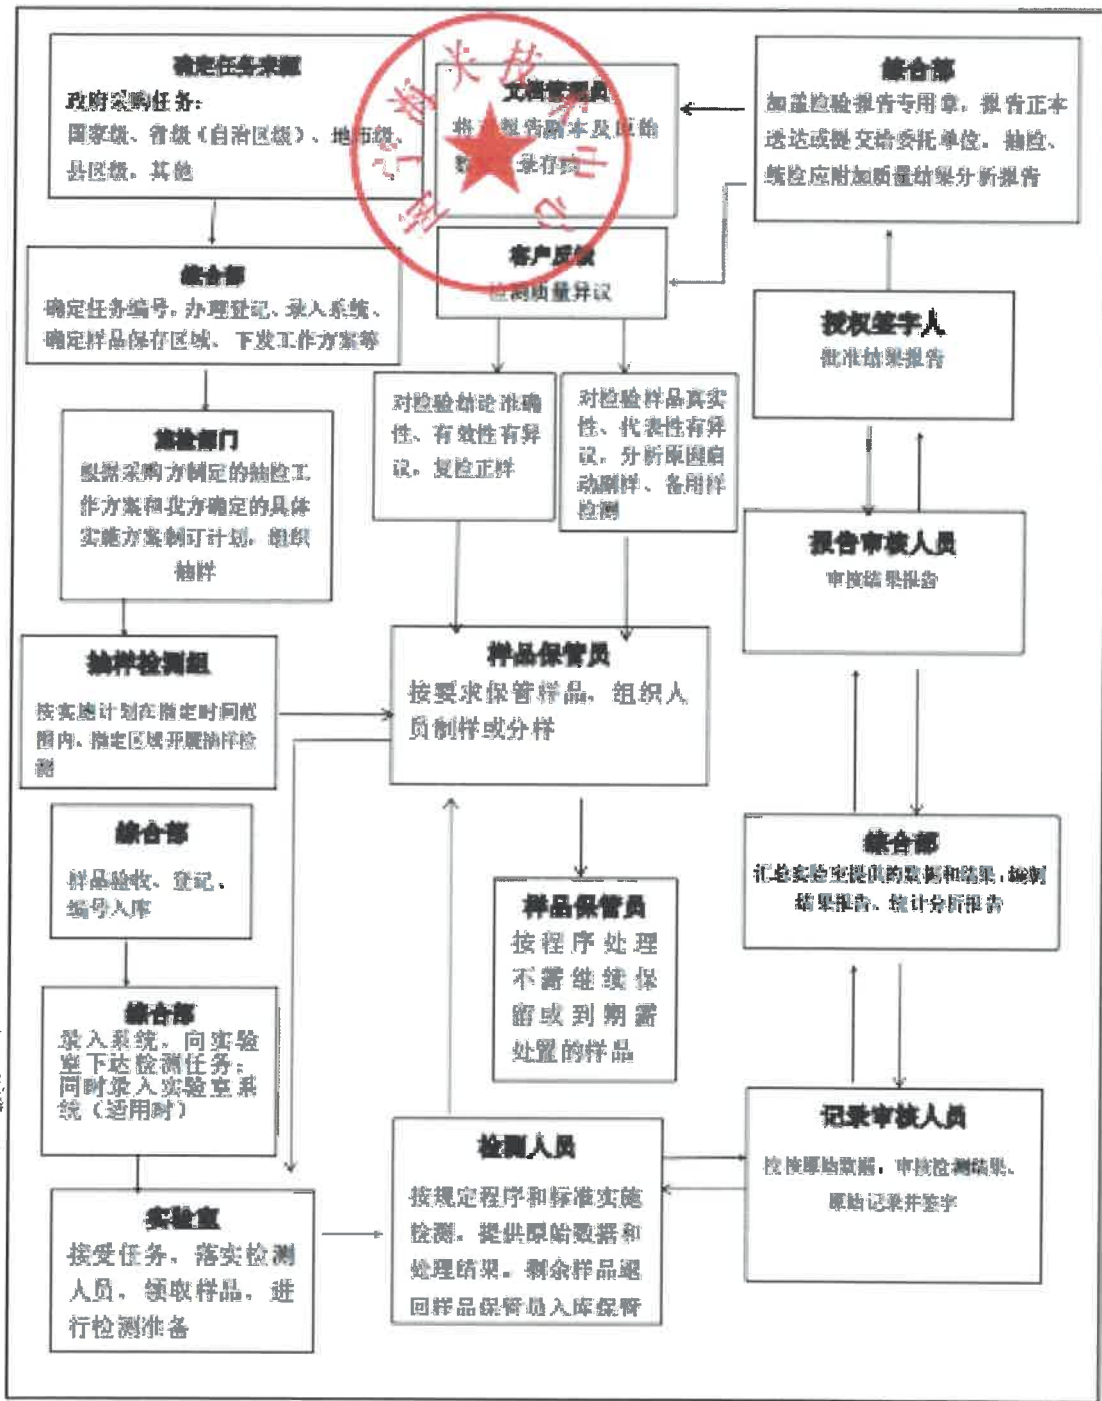 确定任务来源
政府采购任务:
国家级、省级（自治区级）、地市级、
县区级，其他
综合部
确定任务编号，办理登记、录入系统、
确定样品保存区域、下发工作方案等
施检部门
根据采购方制定的抽检工
作方案和我方确定的具体
实施方案制订计划，组织
抽样
抽样检测组
按实施计划在指定时间范
围内、指定区域开展抽样检
测
综合部
样品验收、登记、
编号入库
综合部
录入系统，向实验
室下达检测任务；
同时录入实验室系
统（适用时）
实验室
接受任务，落实检测
人员，领取样品，进
行检测准备
文档管理员
将 报告副本及原始
录存
客户反馈
检测质量异议
对检验结论准确
性、有效性有异
议，复检正样
对检验样品真实
性、代表性有异
议，分析原因启
动副样、备用样
检测
样品保管员
按要求保管样品，组织人
员制样或分样
样品保管员
按程序处理
不需继续保
留或到期需
处置的样品
检测人员
按规定程序和标准实施
检测，提供原始数据和
处理结果，剩余样品退
回样品保管员入库保管
综合部
加盖检验报告专用章，报告正本
送达或提交给委托单位，抽检、
统检应附加质量结果分析报告
授权签字人
批准结果报告
报告审核人员
审核结果报告
综合部
汇总实验室提供的数据和结果，编制
结果报告、统计分析报告
记录审核人员
校核原始数据，审核检测结果、
原始记录并签字